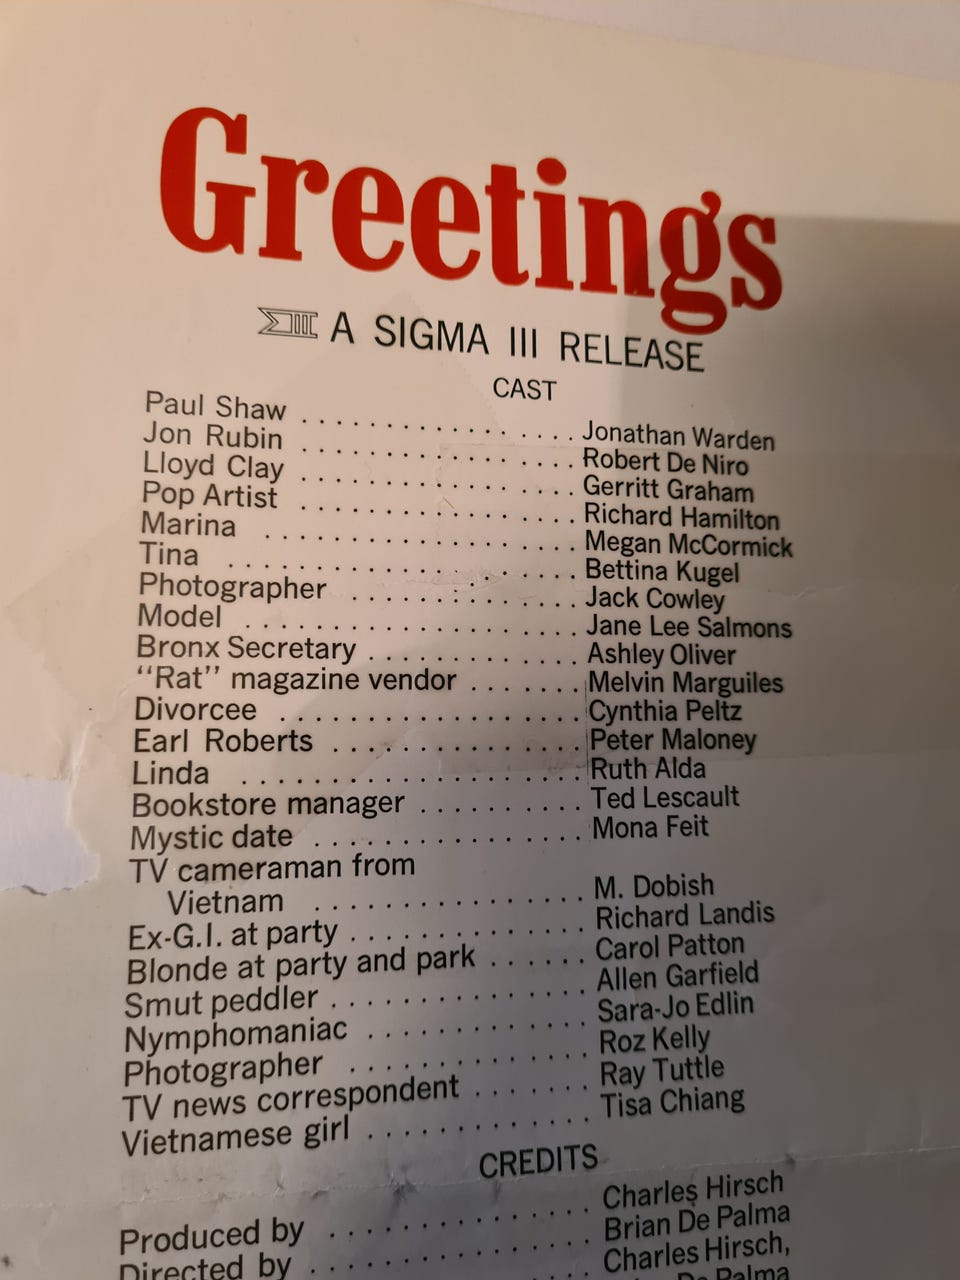 Greetings
ΣIII A SIGMA III RELEASE
CAST
Paul Shaw . . . . . . . . . . . . . . . . Jonathan Warden
Jon Rubin . . . . . . . . . . . . . . . . Robert De Niro
Lloyd Clay . . . . . . . . . . . . . . . . Gerritt Graham
Pop Artist . . . . . . . . . . . . . . . . Richard Hamilton
Marina . . . . . . . . . . . . . . . . . . Megan McCormick
Tina . . . . . . . . . . . . . . . . . . . . Bettina Kugel
Photographer . . . . . . . . . . . . . Jack Cowley
Model . . . . . . . . . . . . . . . . . . . Jane Lee Salmons
Bronx Secretary . . . . . . . . . . . . Ashley Oliver
“Rat” magazine vendor . . . . . . . Melvin Marguiles
Divorcee . . . . . . . . . . . . . . . . . Cynthia Peltz
Earl Roberts . . . . . . . . . . . . . . Peter Maloney
Linda . . . . . . . . . . . . . . . . . . . Ruth Alda
Bookstore manager . . . . . . . . . . Ted Lescault
Mystic date . . . . . . . . . . . . . . . Mona Feit
TV cameraman from
Vietnam . . . . . . . . . . . . . . . M. Dobish
Ex-G.I. at party . . . . . . . . . . . . . Richard Landis
Blonde at party and park . . . . . . Carol Patton
Smut peddler . . . . . . . . . . . . . . Allen Garfield
Nymphomaniac . . . . . . . . . . . . Sara-Jo Edlin
Photographer . . . . . . . . . . . . . Roz Kelly
TV news correspondent . . . . . . . Ray Tuttle
Vietnamese girl . . . . . . . . . . . . Tisa Chiang
CREDITS
Produced by . . . . . . . . . . . . . . Charles Hirsch
Directed by . . . . . . . . . . . . . . . Brian De Palma
Charles Hirsch,
De Palma